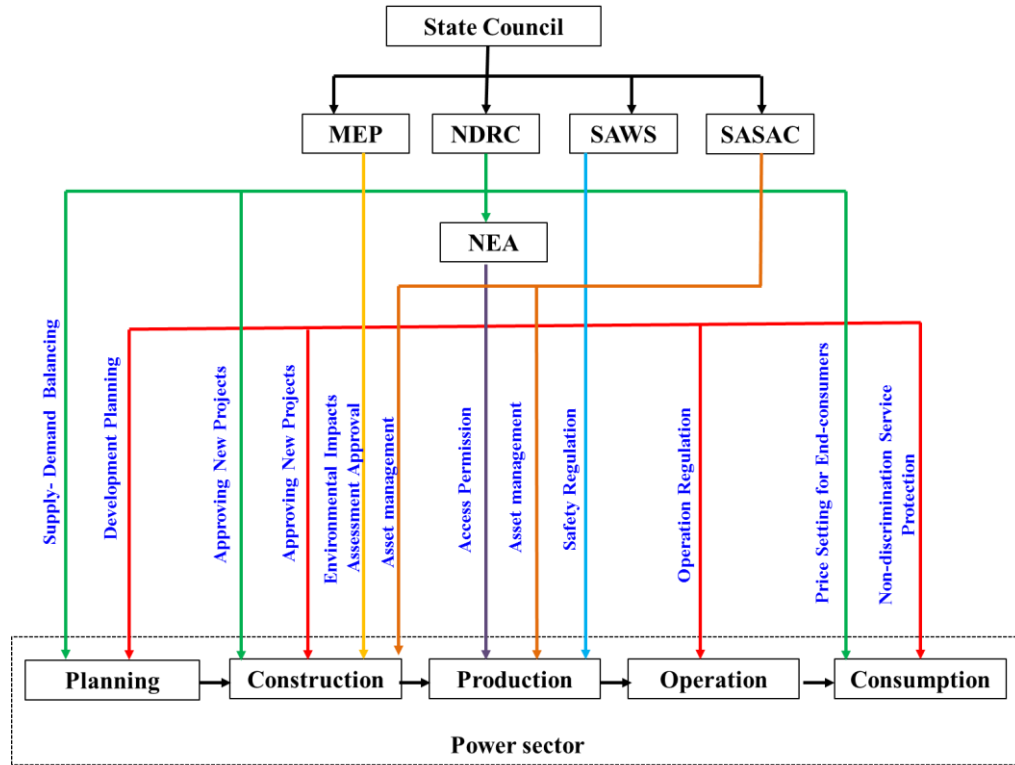 State Council
MEP
NDRC
SAWS
SASAC
NEA
Supply- Demand Balancing
Development Planning
Approving New Projects
Approving New Projects
Environmental Impacts
Assessment Approval
Asset management
Access Permission
Asset management
Safety Regulation
Operation Regulation
Price Setting for End-consumers
Non-discrimination Service
Protection
Planning
Construction
Production
Operation
Consumption
Power sector